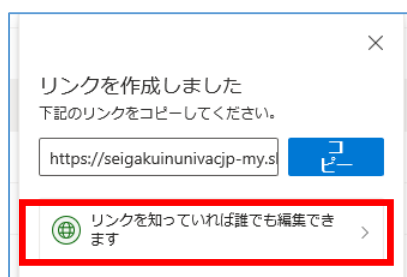 リンクを作成しました
下記のリンクをコピーしてください。
https://seigakuinunivacjp-my.sl
コ
ピー
リンクを知っていれば誰でも編集でき
ます